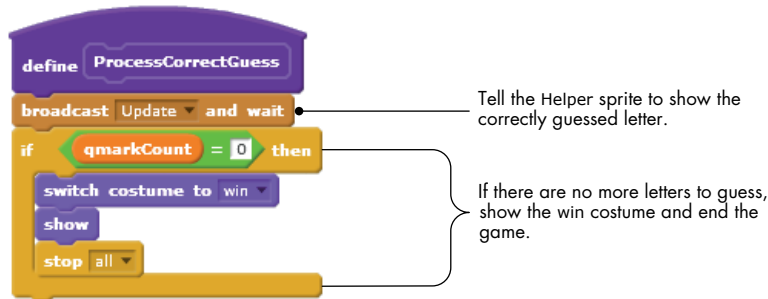 define ProcessCorrectGuess
broadcast Update and wait
Tell the Helper sprite to show the
correctly guessed letter.
if qmarkCount = 0 then
switch costume to win
show
stop all
If there are no more letters to guess,
show the win costume and end the
game.